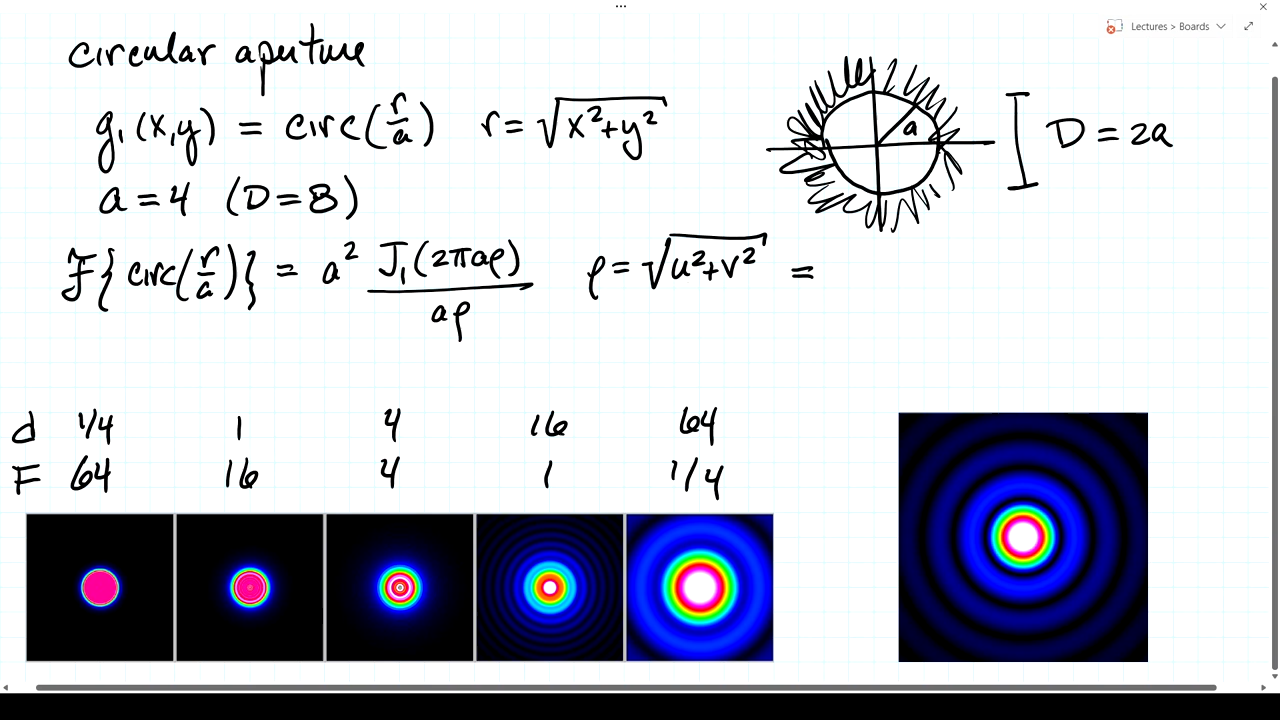 Lectures > Boards
circular aperture
g₁(x,y) = circ(r/a) r = √(x²+y²)
a
D = 2a
a = 4 (D = 8)
ℱ{circ(r/a)} = a² J₁(2πaρ)/aρ ρ = √(u²+v²) =
d 1/4 1 4 16 64
F 64 16 4 1 1/4